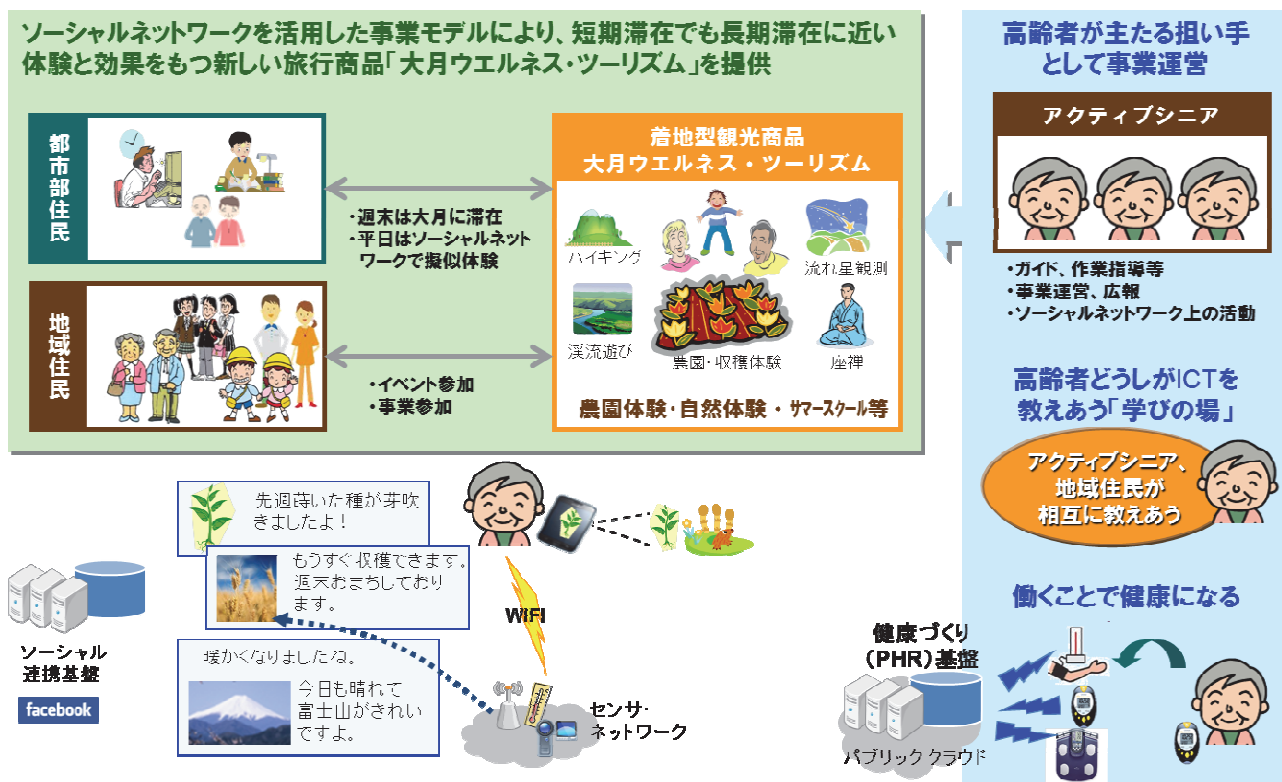 ソーシャルネットワークを活用した事業モデルにより、短期滞在でも長期滞在に近い
体験と効果をもつ新しい旅行商品「大月ウエルネス・ツーリズム」を提供
都市部住民
・週末は大月に滞在
・平日はソーシャルネット
ワークで擬似体験
地域住民
・イベント参加
・事業参加
着地型観光商品
大月ウエルネス・ツーリズム
ハイキング
流れ星観測
渓流遊び
農園・収穫体験
座禅
農園体験・自然体験・サマースクール等
高齢者が主たる担い手
として事業運営
アクティブシニア
・ガイド、作業指導等
・事業運営、広報
・ソーシャルネットワーク上の活動
高齢者どうしがICTを
教えあう「学びの場」
アクティブシニア、
地域住民が
相互に教えあう
働くことで健康になる
先週蒔いた種が芽吹
きましたよ！
もうすぐ収穫できます。
週末おまちしており
ます。
暖かくなりましたね。
今日も晴れて
富士山がきれい
ですよ。
ソーシャル
連携基盤
facebook
WIFI
センサ・
ネットワーク
健康づくり
（PHR）基盤
パブリッククラウド